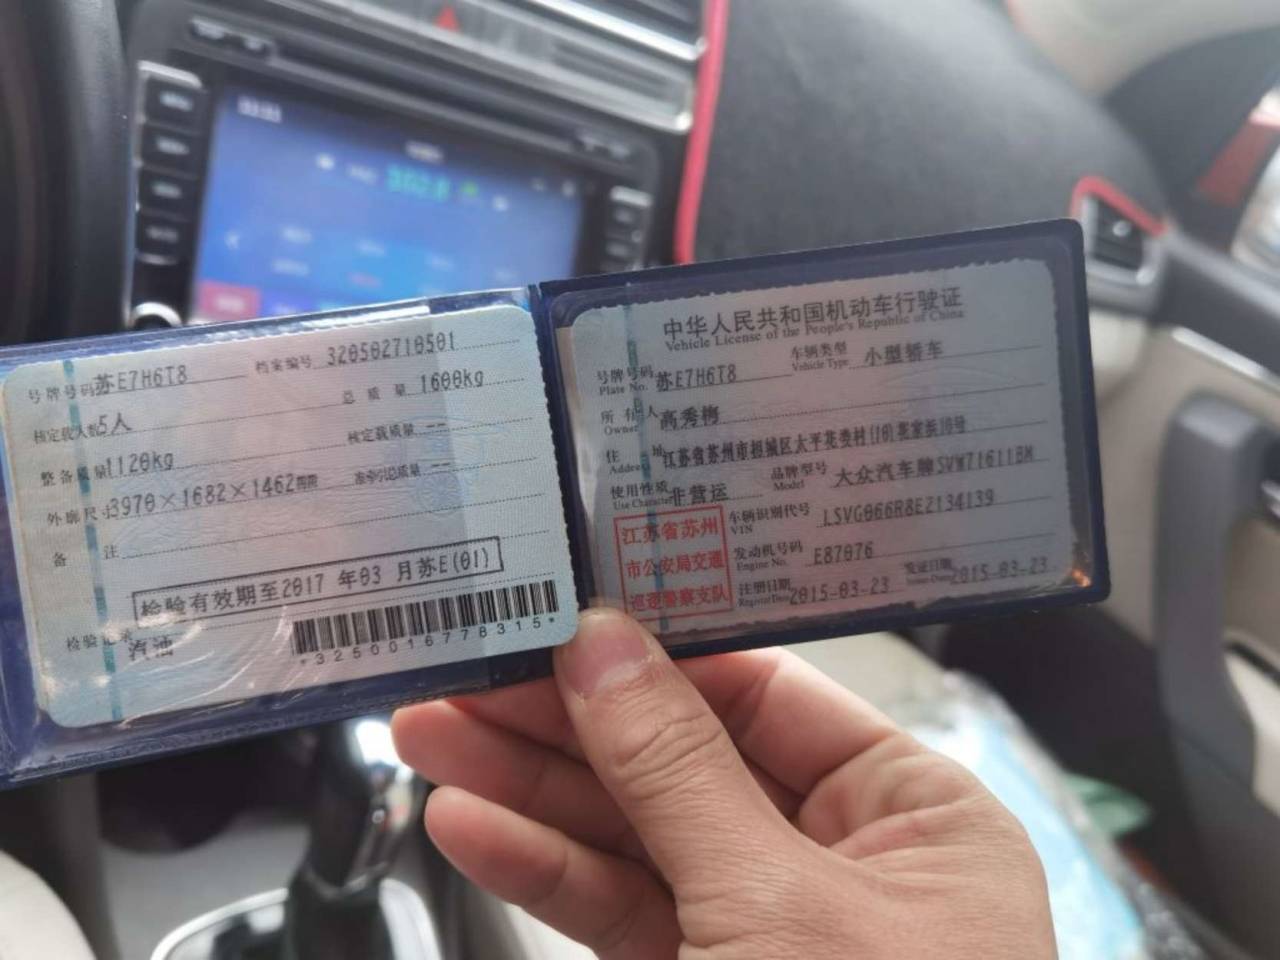 号牌号码 苏E7H6T8 档案编号 320502710501
核定载人数 5人 总质量 1600kg
整备质量 1120kg 核定载质量 --
外廓尺寸 3970×1682×1462 准牵引总质量 --
备注
检验有效期至2017 年03 月苏E(01)
检验记录
汽油
*3250016778315*
中华人民共和国机动车行驶证
Vehicle License of the People's Republic of China
号牌号码 苏E7H6T8 车辆类型 小型轿车
Plate No. Vehicle Type
所有人 高秀梅
Owner
住址 江苏省苏州市相城区太平花娄村(10)
Address
使用性质 非营运 品牌型号 大众汽车牌SVW71611BM
Use Character Model
江苏省苏州
市公安局交通
巡逻警察支队
车辆识别代号 LSVG066R8E2134139
VIN
发动机号码 E87076
Engine No.
注册日期 2015-03-23 发证日期 2015-03-23
Register Date Issue Date